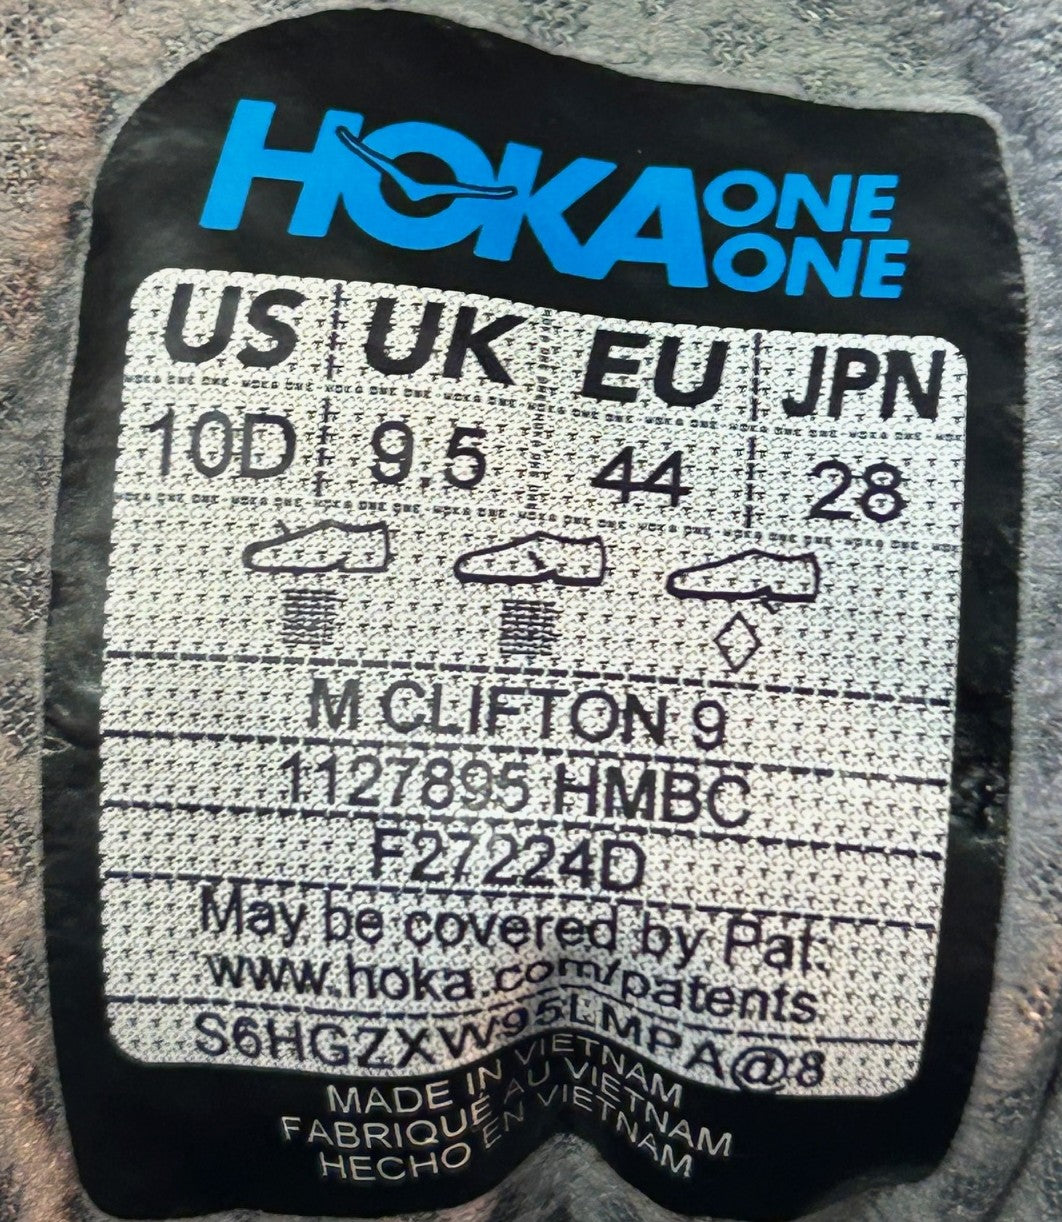 HOKA ONE ONE
US UK EU JPN
10D 9.5 44 28
M CLIFTON 9
1127895 HMBC
F27224D
May be covered by Pat.
www.hoka.com/patents
S6HGZXW95LMPA@8
MADE IN VIETNAM
FABRIQUÉ AU VIETNAM
HECHO EN VIETNAM